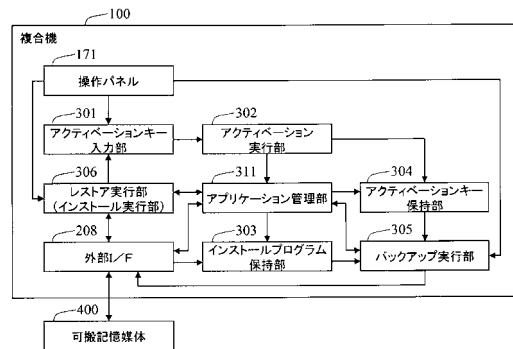 100
複合機
171
操作パネル
301
アクティベーションキー
入力部
302
アクティベーション
実行部
306
レストア実行部
(インストール実行部)
311
アプリケーション管理部
304
アクティベーションキー
保持部
208
外部I/F
303
インストールプログラム
保持部
305
バックアップ実行部
400
可搬記憶媒体